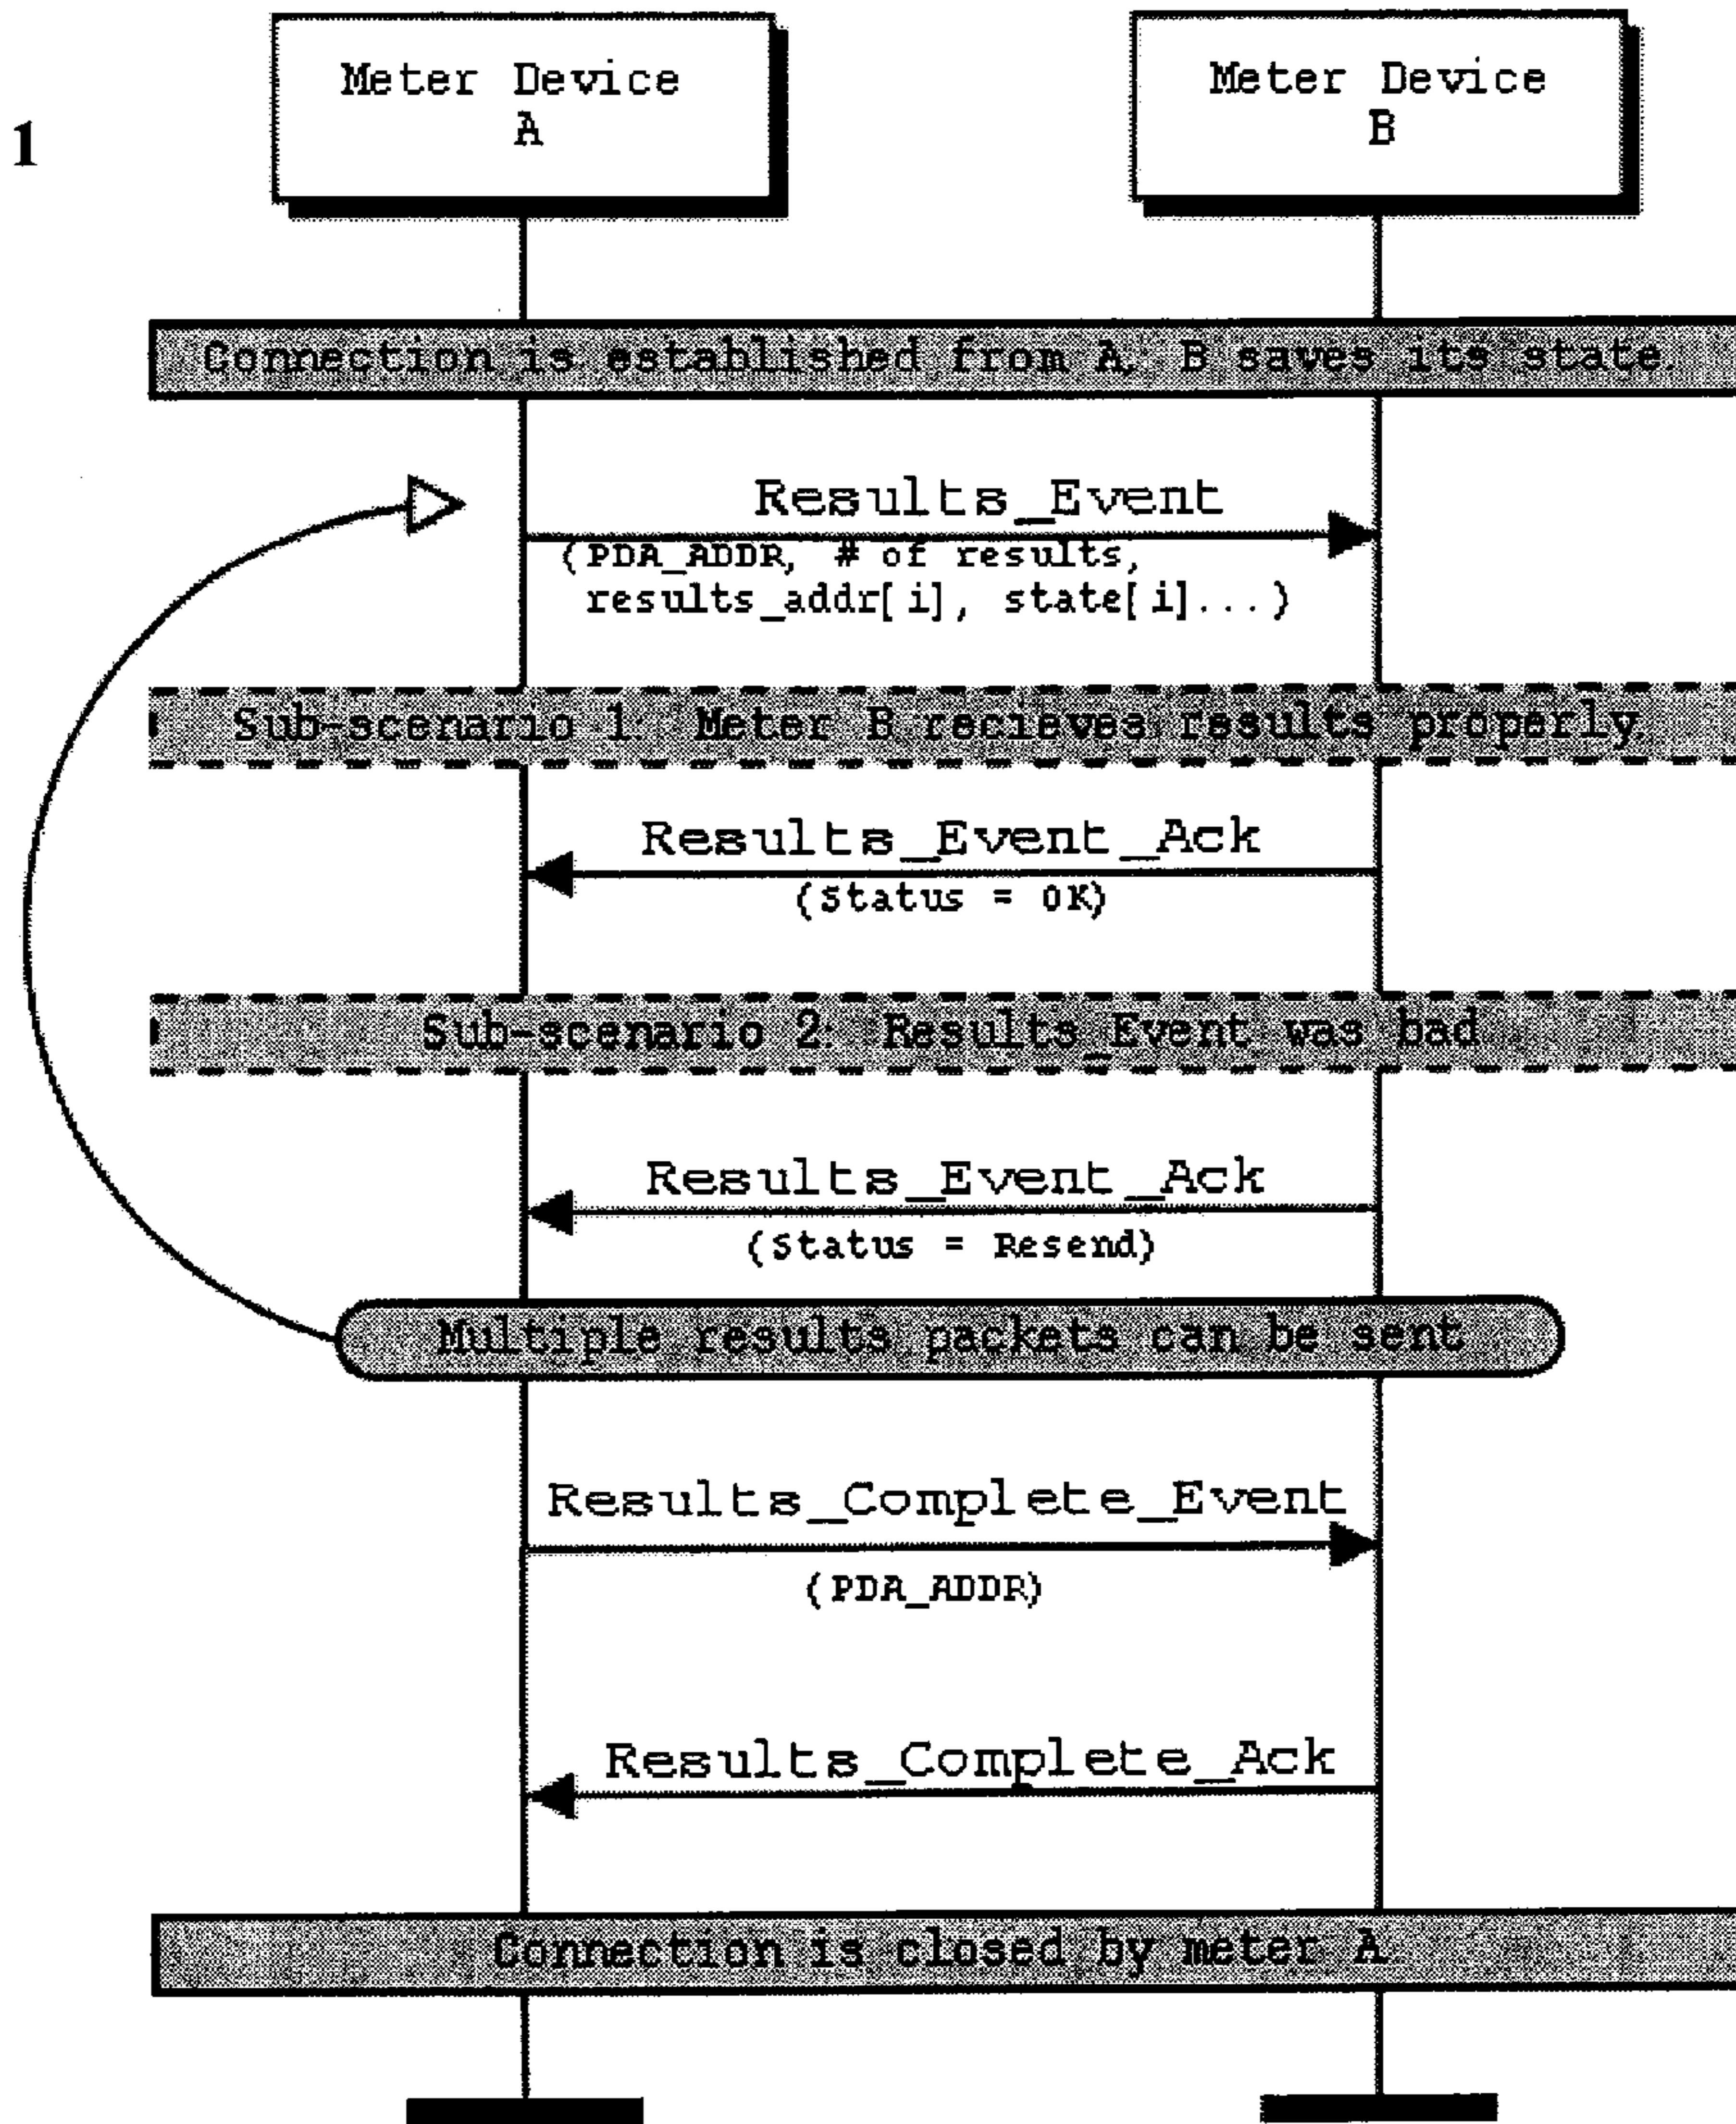 1
Meter Device
A
Meter Device
B
Connection is established from A. B saves its state.
Results_Event
(PDA_ADDR, # of results,
results_addr[i], state[i]...)
Sub-scenario 1: Meter B recieves results properly.
Results_Event_Ack
(Status = OK)
Sub-scenario 2: Results_Event was bad
Results_Event_Ack
(Status = Resend)
Multiple results packets can be sent
Results_Complete_Event
(PDA_ADDR)
Results_Complete_Ack
Connection is closed by meter A.